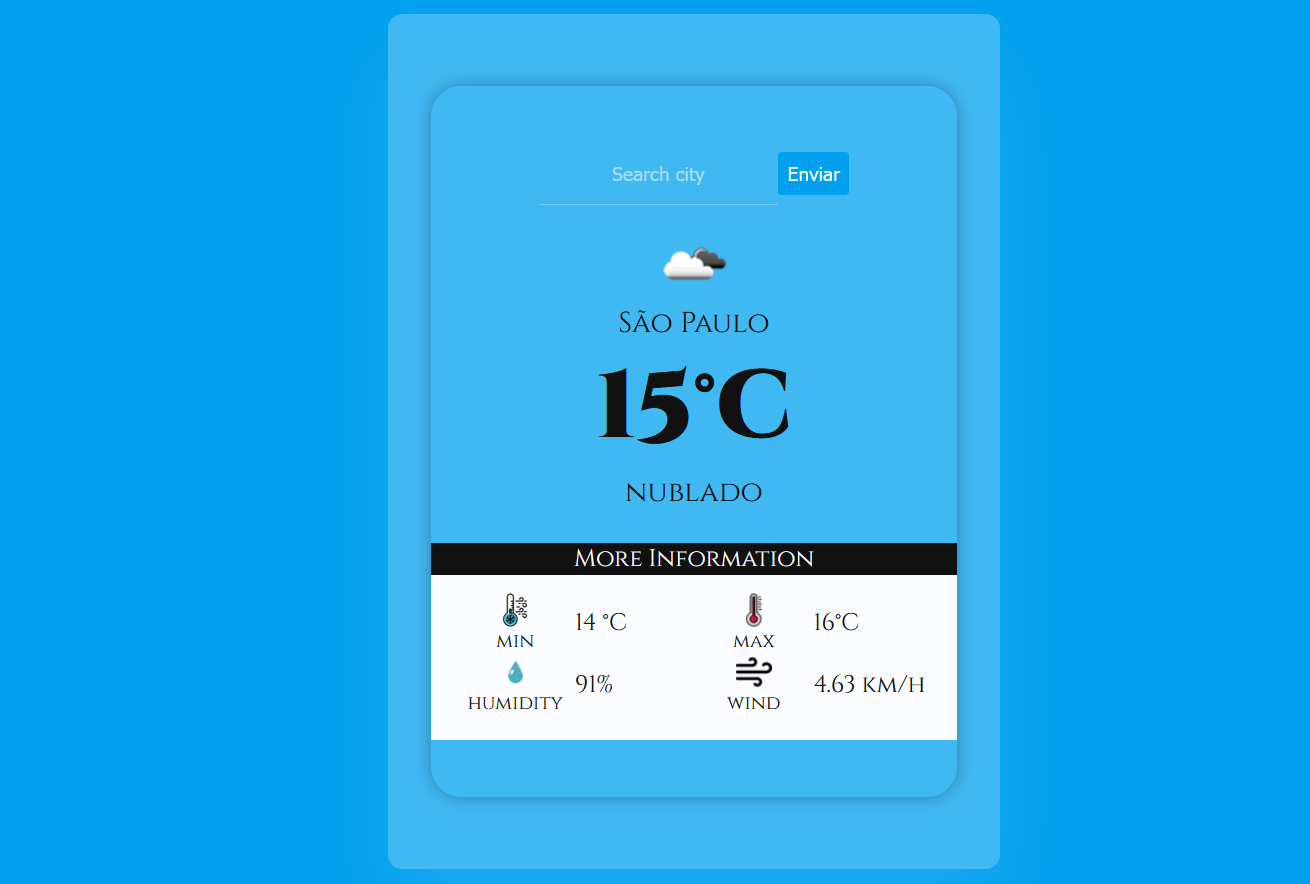 Search city Enviar
São Paulo
15°C
nublado
More Information
14 °C 16°C
min max
91% 4.63 km/h
humidity wind